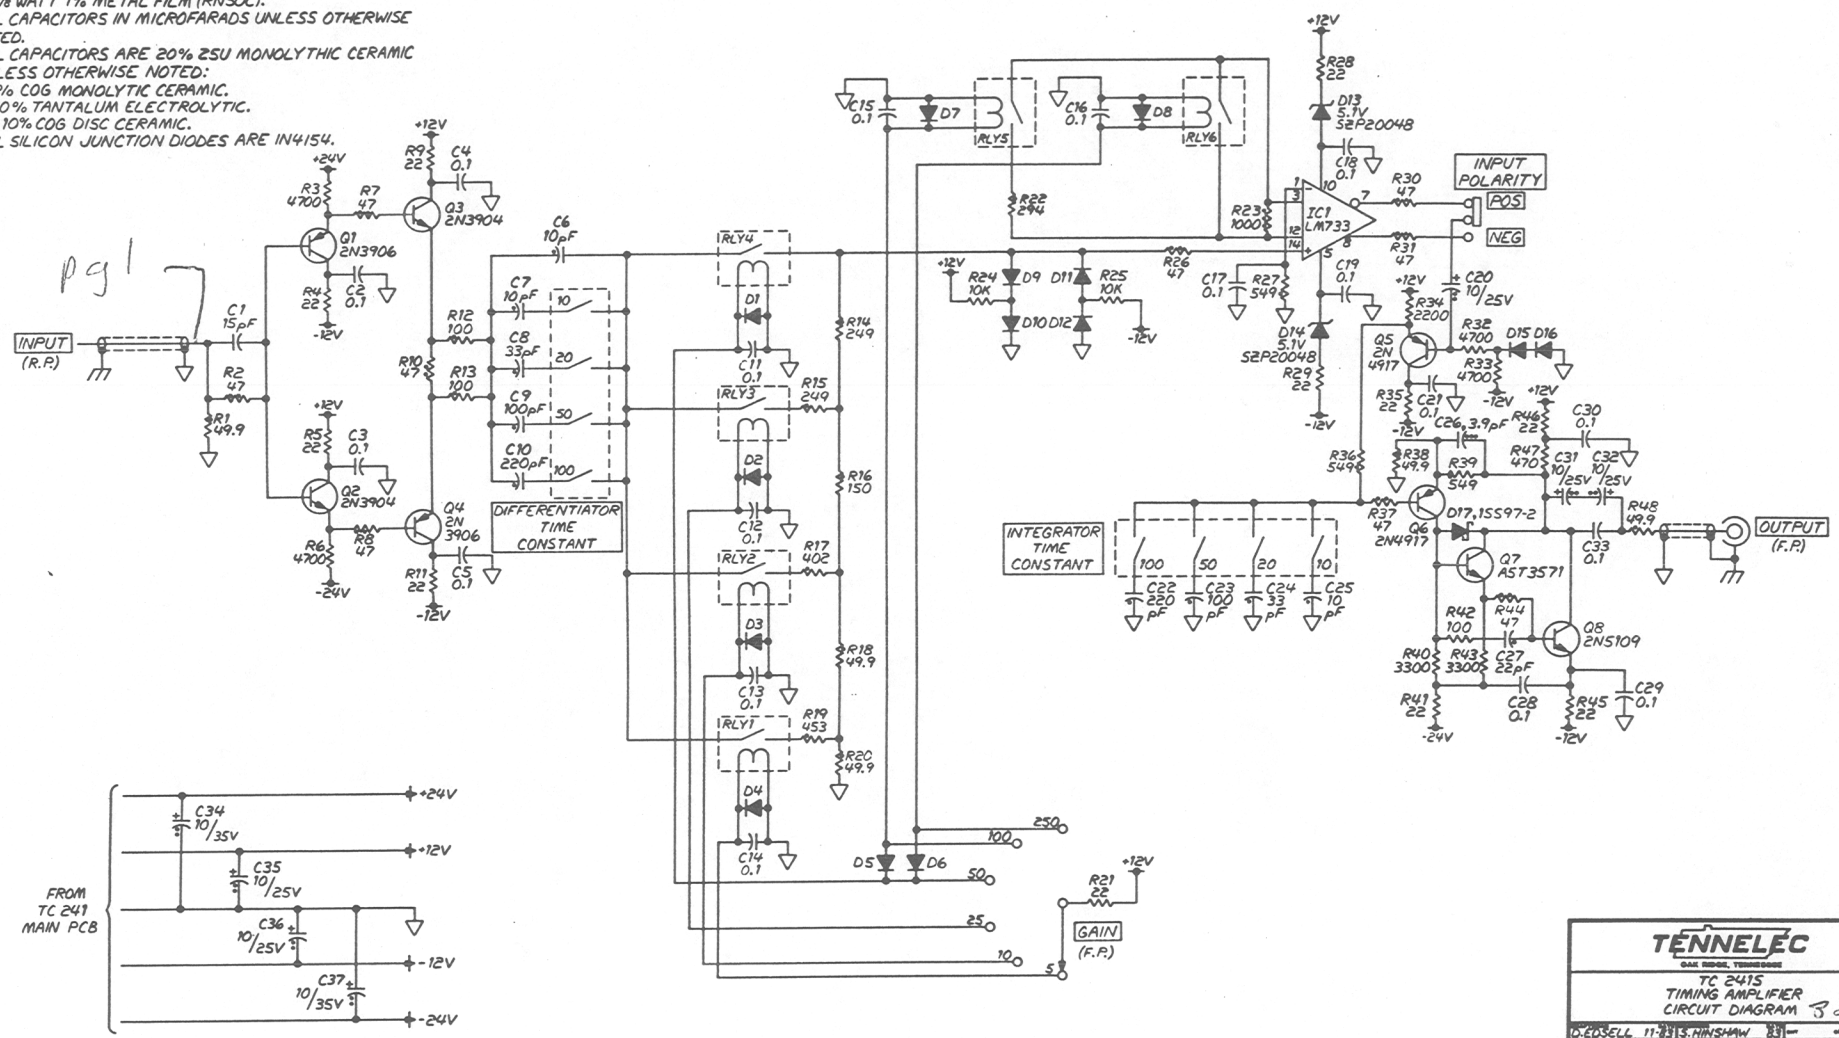 1% METAL FILM (RN50C).
CAPACITORS IN MICROFARADS UNLESS OTHERWISE
CAPACITORS ARE 20% Z5U MONOLYTHIC CERAMIC
LESS OTHERWISE NOTED:
% COG MONOLYTIC CERAMIC.
0% TANTALUM ELECTROLYTIC.
10% COG DISC CERAMIC.
SILICON JUNCTION DIODES ARE IN4154.
pg1
INPUT
(R.P.)
C1
15pF
R2
47
R1
49.9
+24V
R3
4700
R7
47
Q1
2N3906
R4
22
C2
0.1
-12V
+12V
R5
22
C3
0.1
Q2
2N3904
R6
4700
R8
47
-24V
+12V
R9
22
C4
0.1
Q3
2N3904
R12
100
R10
47
R13
100
Q4
2N
3906
R11
22
C5
0.1
-12V
C6
10pF
C7
10pF
10
C8
33pF
20
C9
100pF
50
C10
220pF
100
DIFFERENTIATOR
TIME
CONSTANT
RLY4
D1
C11
0.1
R14
249
RLY3
R15
249
D2
C12
0.1
R16
150
RLY2
R17
402
D3
C13
0.1
R18
49.9
RLY1
R19
453
D4
C14
0.1
R20
49.9
C15
0.1
D7
RLY5
C16
0.1
D8
RLY6
R22
294
R23
1000
+12V
R24
10K
D9
D10
D11
D12
R25
10K
-12V
R26
47
C17
0.1
R27
549
+12V
R28
22
D13
5.1V
SZP20048
C18
0.1
1
3
12
14
10
7
8
5
IC1
LM733
R30
47
R31
47
INPUT
POLARITY
POS
NEG
C19
0.1
D14
5.1V
SZP20048
R29
22
-12V
+12V
R34
2200
C20
10/25V
Q5
2N
4917
R32
4700
D15 D16
R33
4700
-12V
R35
22
C21
0.1
-12V
R36
549
R38
49.9
C26, 3.9pF
R39
549
+12V
R46
22
C30
0.1
R47
470
C31
10/25V
C32
10/25V
R37
47
Q6
2N4917
D17, 1SS97-2
C33
0.1
R48
49.9
OUTPUT
(F.P.)
Q7
AST3571
R44
47
R42
100
C27
22pF
Q8
2N5109
R40
3300
R43
3300
R41
22
-24V
C28
0.1
R45
22
-12V
C29
0.1
INTEGRATOR
TIME
CONSTANT
100
50
20
10
C22
220
pF
C23
100
pF
C24
33
pF
C25
10
pF
250
100
D5
D6
50
25
10
5
R21
22
+12V
GAIN
(F.P.)
FROM
TC 241
MAIN PCB
C34
10/35V
+24V
C35
10/25V
+12V
C36
10/25V
-12V
C37
10/35V
-24V
TENNELEC
OAK RIDGE, TENNESSEE
TC 241S
TIMING AMPLIFIER
CIRCUIT DIAGRAM
D.EDSELL 11-83 S.HINSHAW